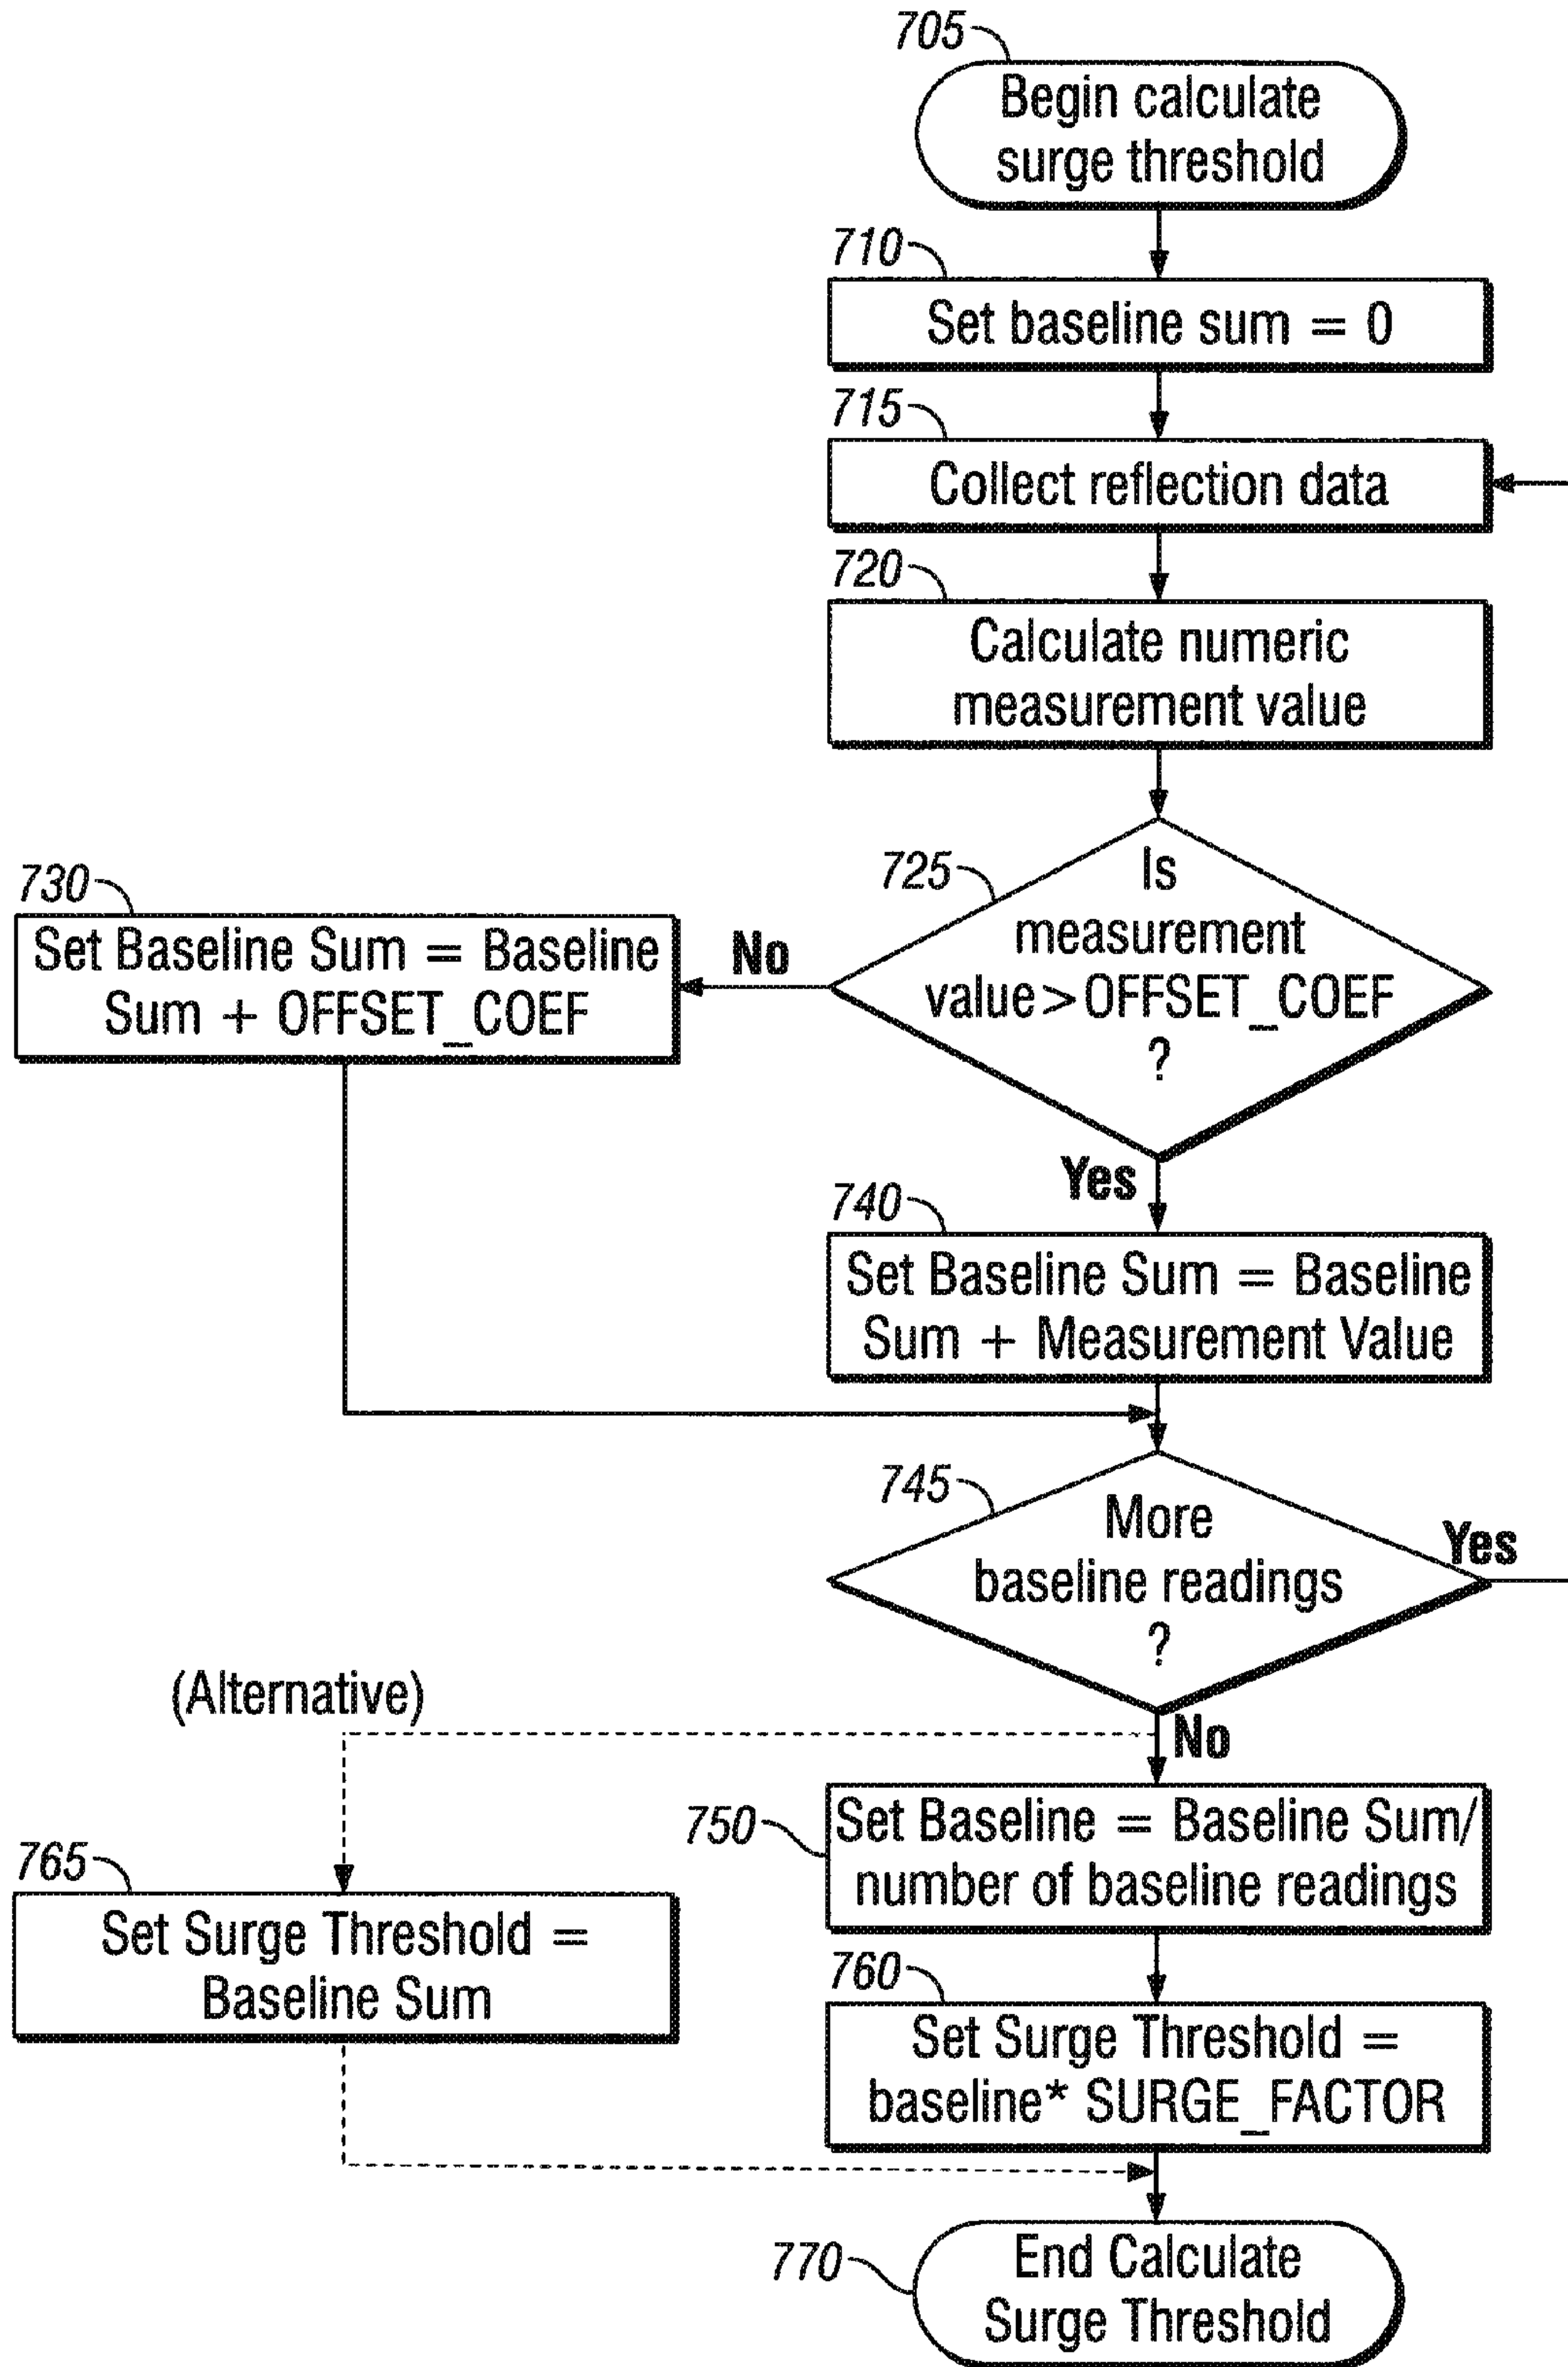 705
Begin calculate
surge threshold
710
Set baseline sum = 0
715
Collect reflection data
720
Calculate numeric
measurement value
725
Is
measurement
value > OFFSET_COEF
?
730
Set Baseline Sum = Baseline
Sum + OFFSET_COEF
No
Yes
740
Set Baseline Sum = Baseline
Sum + Measurement Value
745
More
baseline readings
?
Yes
(Alternative)
No
750
Set Baseline = Baseline Sum/
number of baseline readings
765
Set Surge Threshold =
Baseline Sum
760
Set Surge Threshold =
baseline* SURGE_FACTOR
770
End Calculate
Surge Threshold